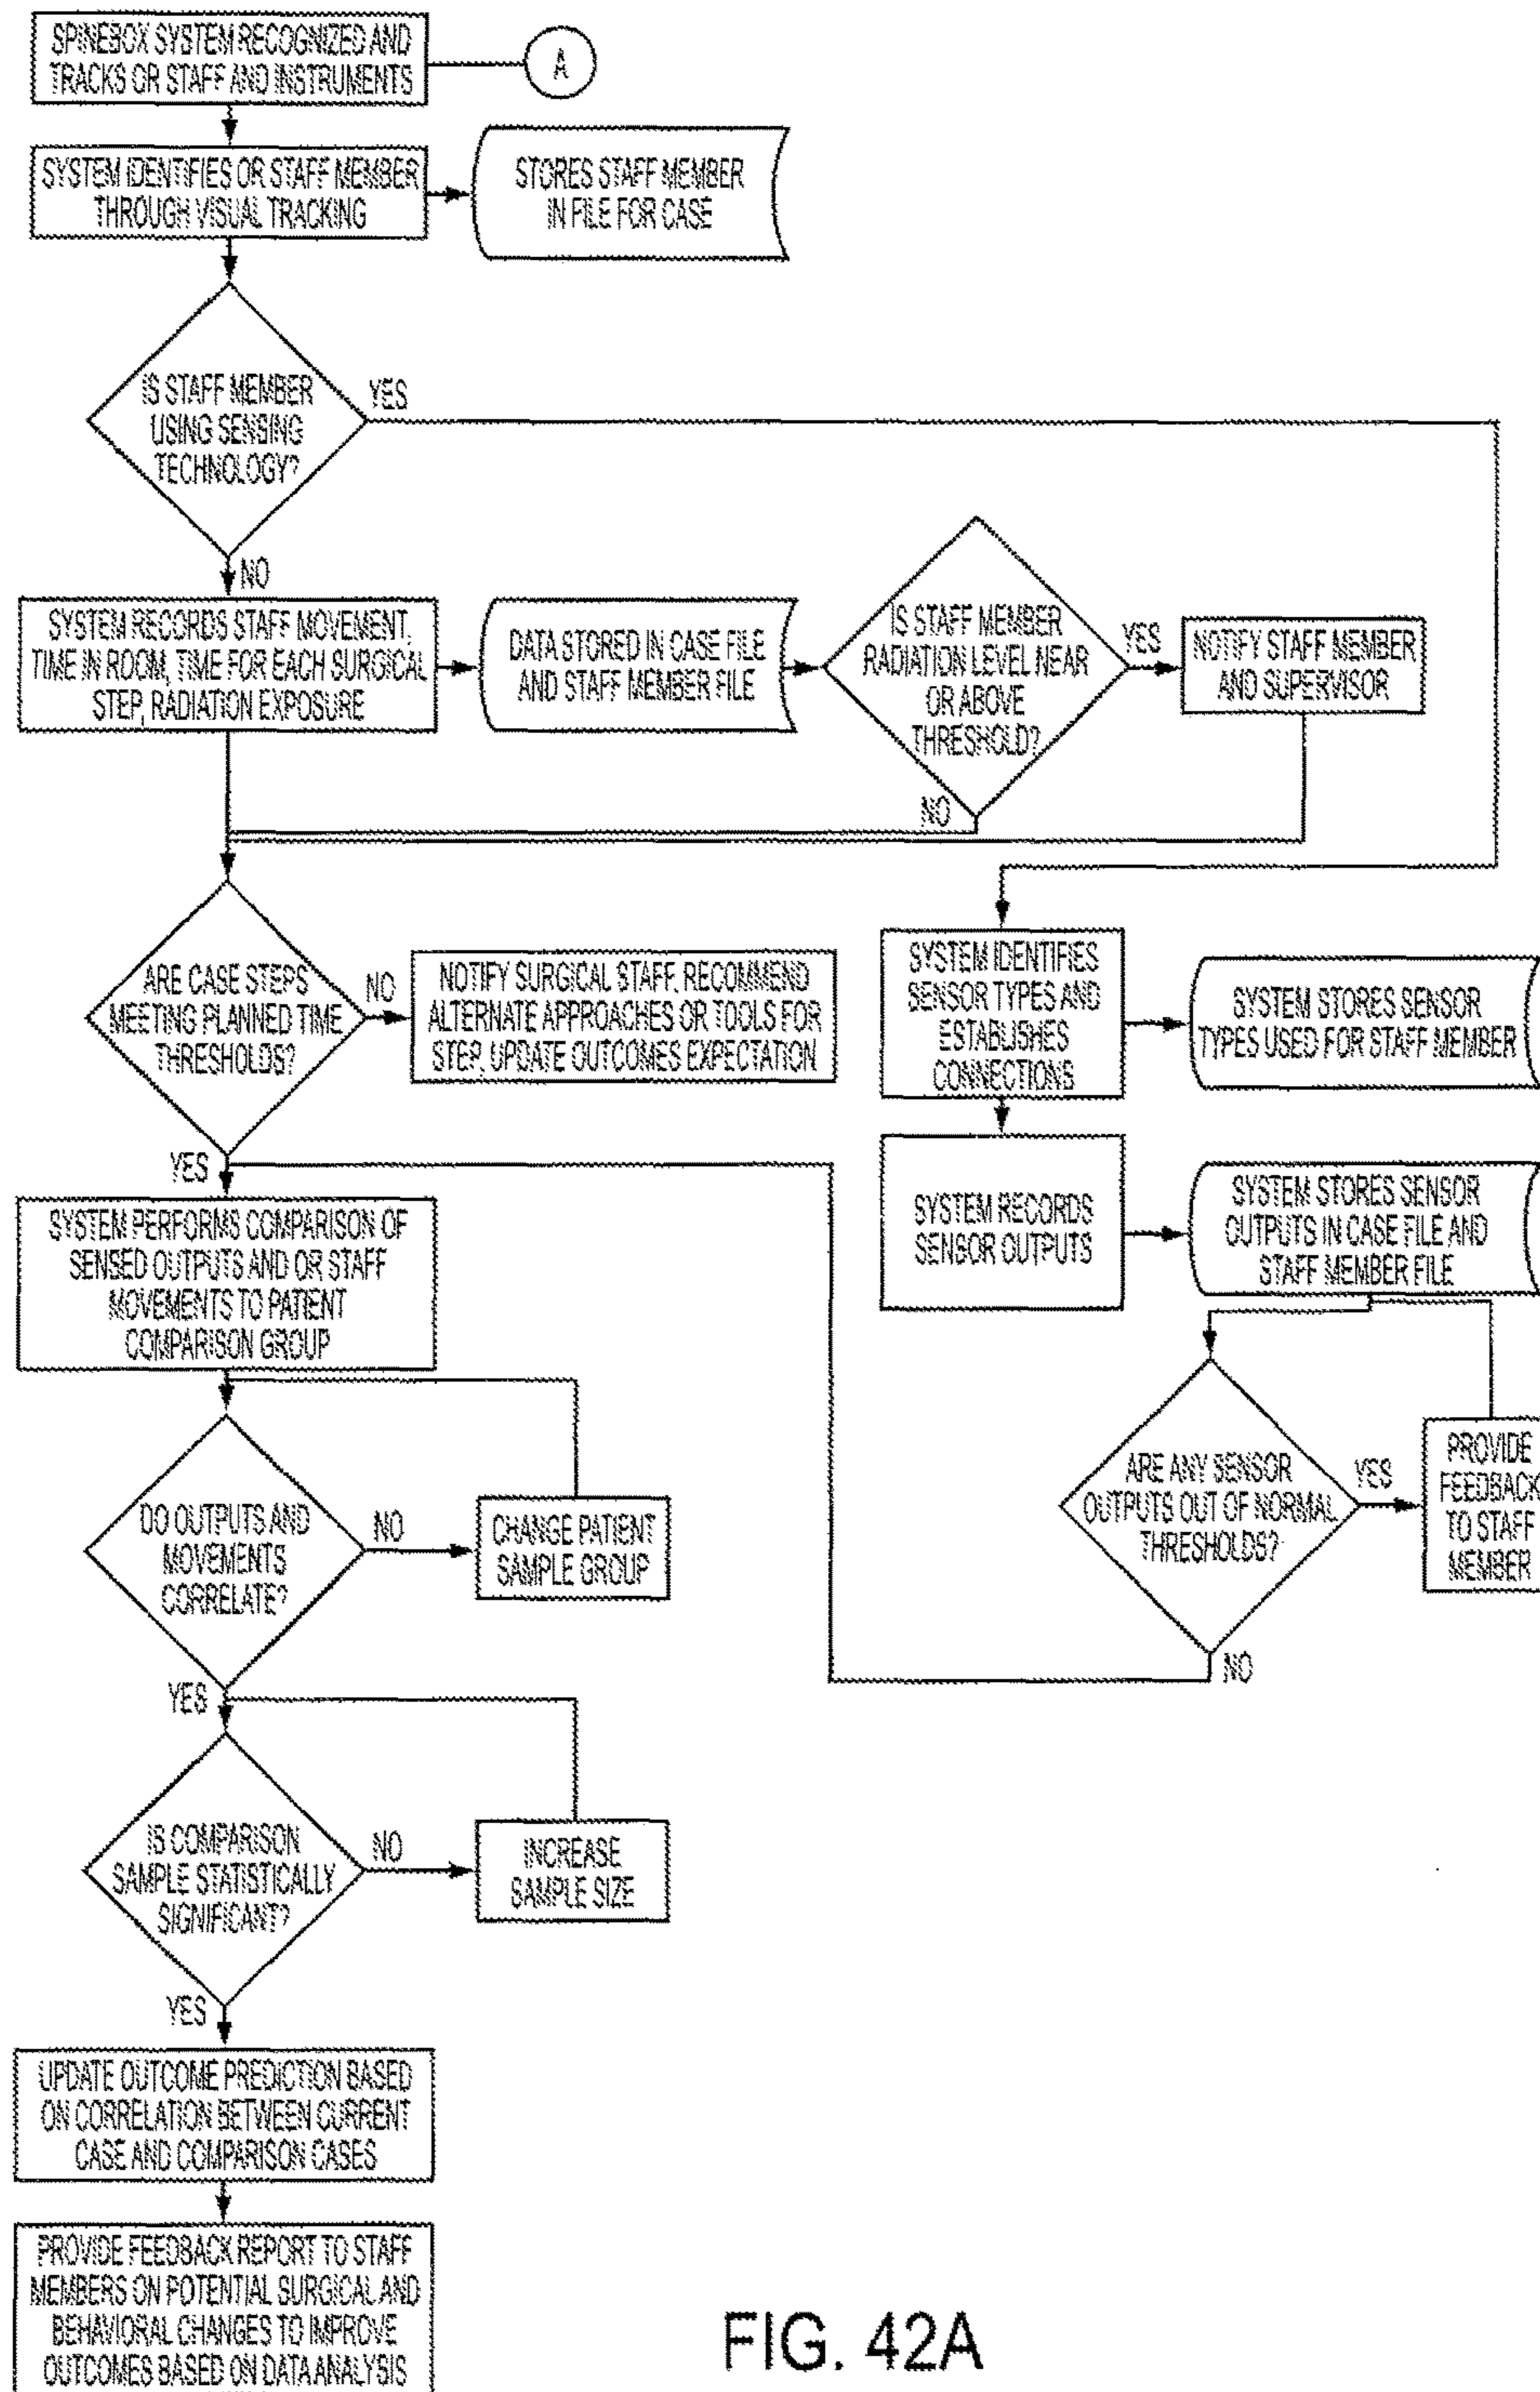 SPINEBOX SYSTEM RECOGNIZED AND
TRACKS OR STAFF AND INSTRUMENTS
A
SYSTEM IDENTIFIES OR STAFF MEMBER
THROUGH VISUAL TRACKING
STORES STAFF MEMBER
IN FILE FOR CASE
IS STAFF MEMBER
USING SENSING
TECHNOLOGY?
YES
NO
SYSTEM RECORDS STAFF MOVEMENT,
TIME IN ROOM, TIME FOR EACH SURGICAL
STEP, RADIATION EXPOSURE
DATA STORED IN CASE FILE
AND STAFF MEMBER FILE
IS STAFF MEMBER
RADIATION LEVEL NEAR
OR ABOVE
THRESHOLD?
YES
NOTIFY STAFF MEMBER
AND SUPERVISOR
NO
ARE CASE STEPS
MEETING PLANNED TIME
THRESHOLDS?
NO
NOTIFY SURGICAL STAFF, RECOMMEND
ALTERNATE APPROACHES OR TOOLS FOR
STEP, UPDATE OUTCOMES EXPECTATION
SYSTEM IDENTIFIES
SENSOR TYPES AND
ESTABLISHES
CONNECTIONS
SYSTEM STORES SENSOR
TYPES USED FOR STAFF MEMBER
YES
SYSTEM RECORDS
SENSOR OUTPUTS
SYSTEM STORES SENSOR
OUTPUTS IN CASE FILE AND
STAFF MEMBER FILE
SYSTEM PERFORMS COMPARISON OF
SENSED OUTPUTS AND OR STAFF
MOVEMENTS TO PATIENT
COMPARISON GROUP
ARE ANY SENSOR
OUTPUTS OUT OF NORMAL
THRESHOLDS?
YES
PROVIDE
FEEDBACK
TO STAFF
MEMBER
NO
DO OUTPUTS AND
MOVEMENTS
CORRELATE?
NO
CHANGE PATIENT
SAMPLE GROUP
YES
IS COMPARISON
SAMPLE STATISTICALLY
SIGNIFICANT?
NO
INCREASE
SAMPLE SIZE
YES
UPDATE OUTCOME PREDICTION BASED
ON CORRELATION BETWEEN CURRENT
CASE AND COMPARISON CASES
PROVIDE FEEDBACK REPORT TO STAFF
MEMBERS ON POTENTIAL SURGICAL AND
BEHAVIORAL CHANGES TO IMPROVE
OUTCOMES BASED ON DATA ANALYSIS
FIG. 42A